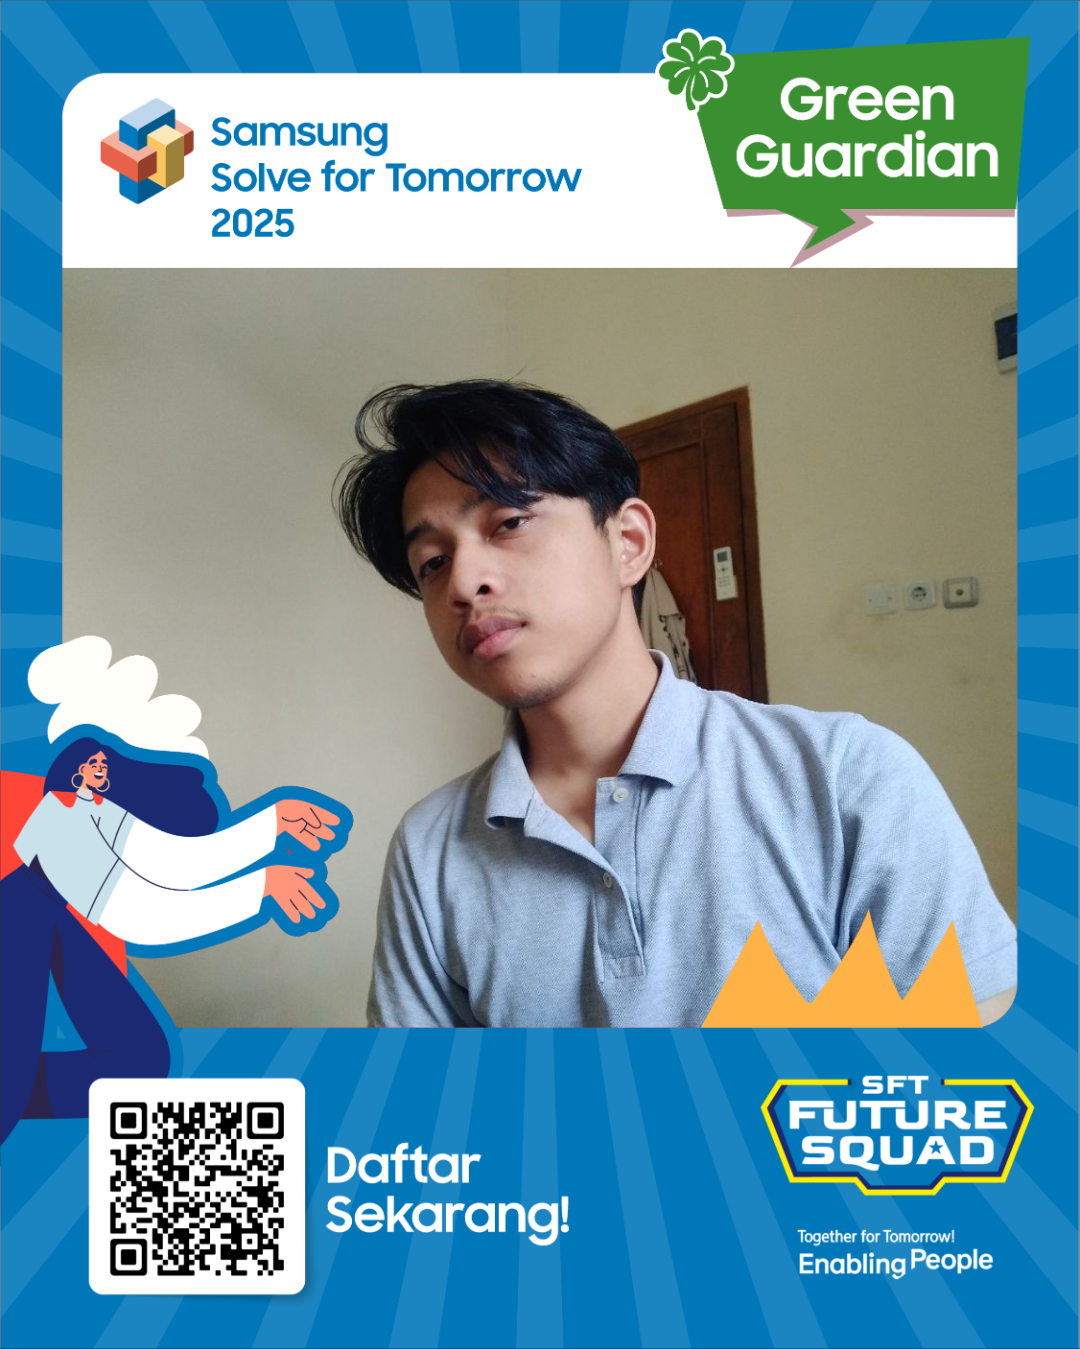 Samsung
Solve for Tomorrow
2025
Green
Guardian
Daftar
Sekarang!
SFT
FUTURE
SQUAD
Together for Tomorrow!
Enabling People